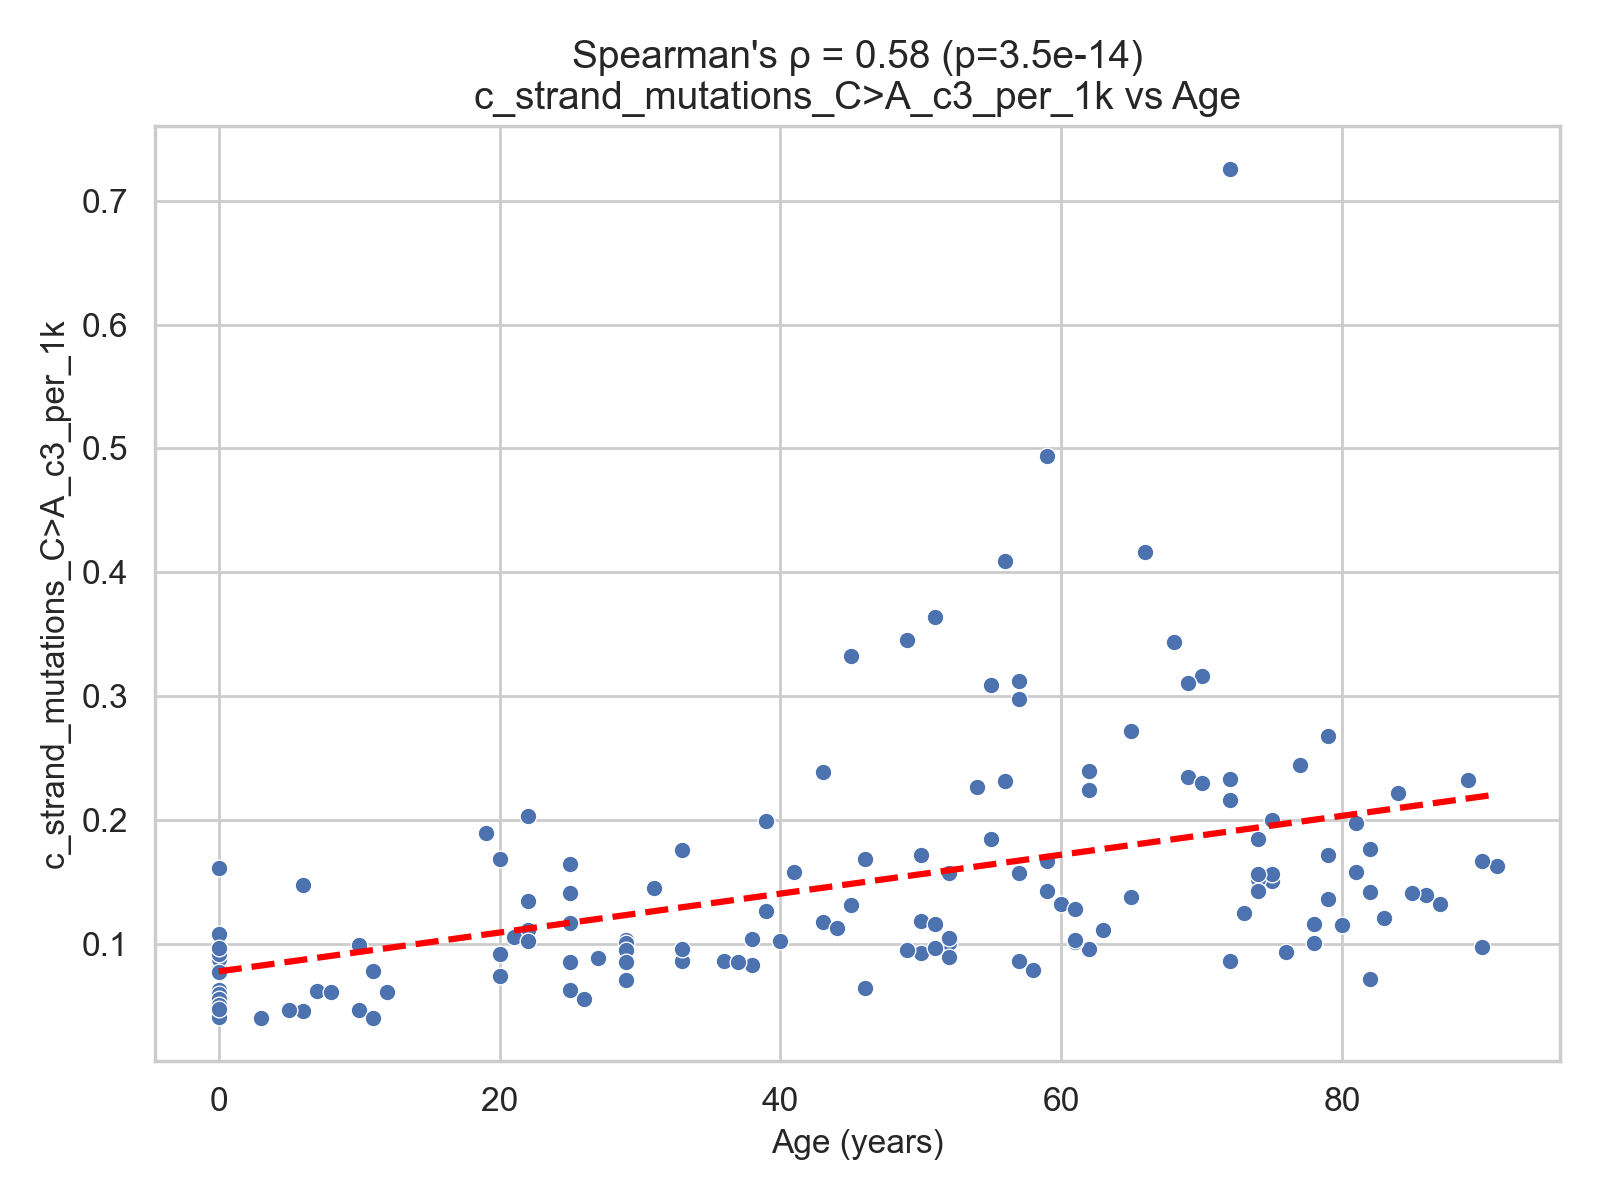 Spearman's ρ = 0.58 (p=3.5e-14)
c_strand_mutations_C>A_c3_per_1k vs Age
c_strand_mutations_C>A_c3_per_1k
0.7
0.6
0.5
0.4
0.3
0.2
0.1
0 20 40 60 80
Age (years)